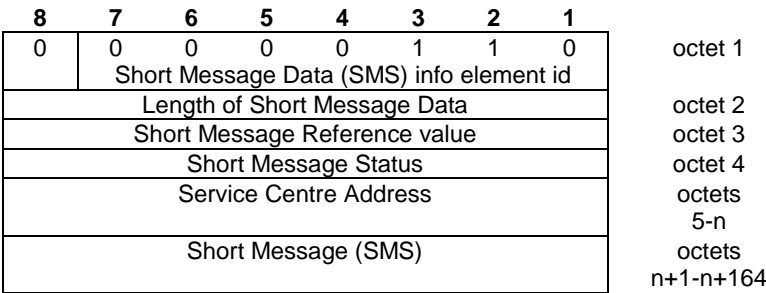 8 7 6 5 4 3 2 1
0 0 0 0 0 1 1 0 octet 1
Short Message Data (SMS) info element id
Length of Short Message Data octet 2
Short Message Reference value octet 3
Short Message Status octet 4
Service Centre Address octets
5-n
Short Message (SMS) octets
n+1-n+164